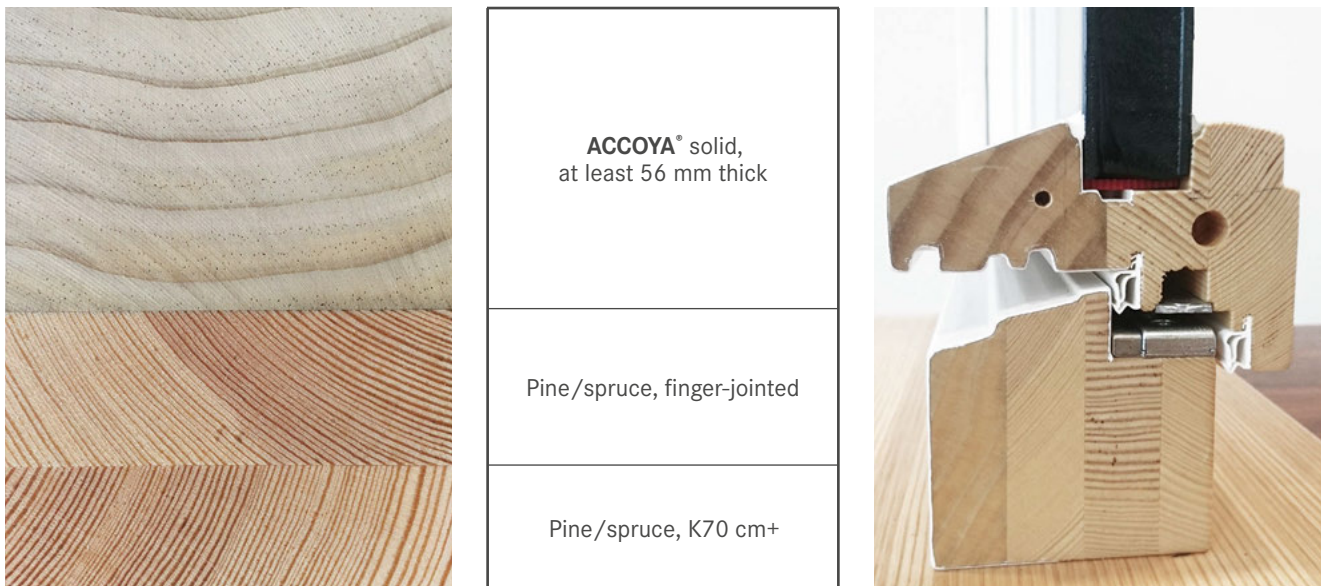 ACCOYA® solid,
at least 56 mm thick
Pine/spruce, finger-jointed
Pine/spruce, K70 cm+